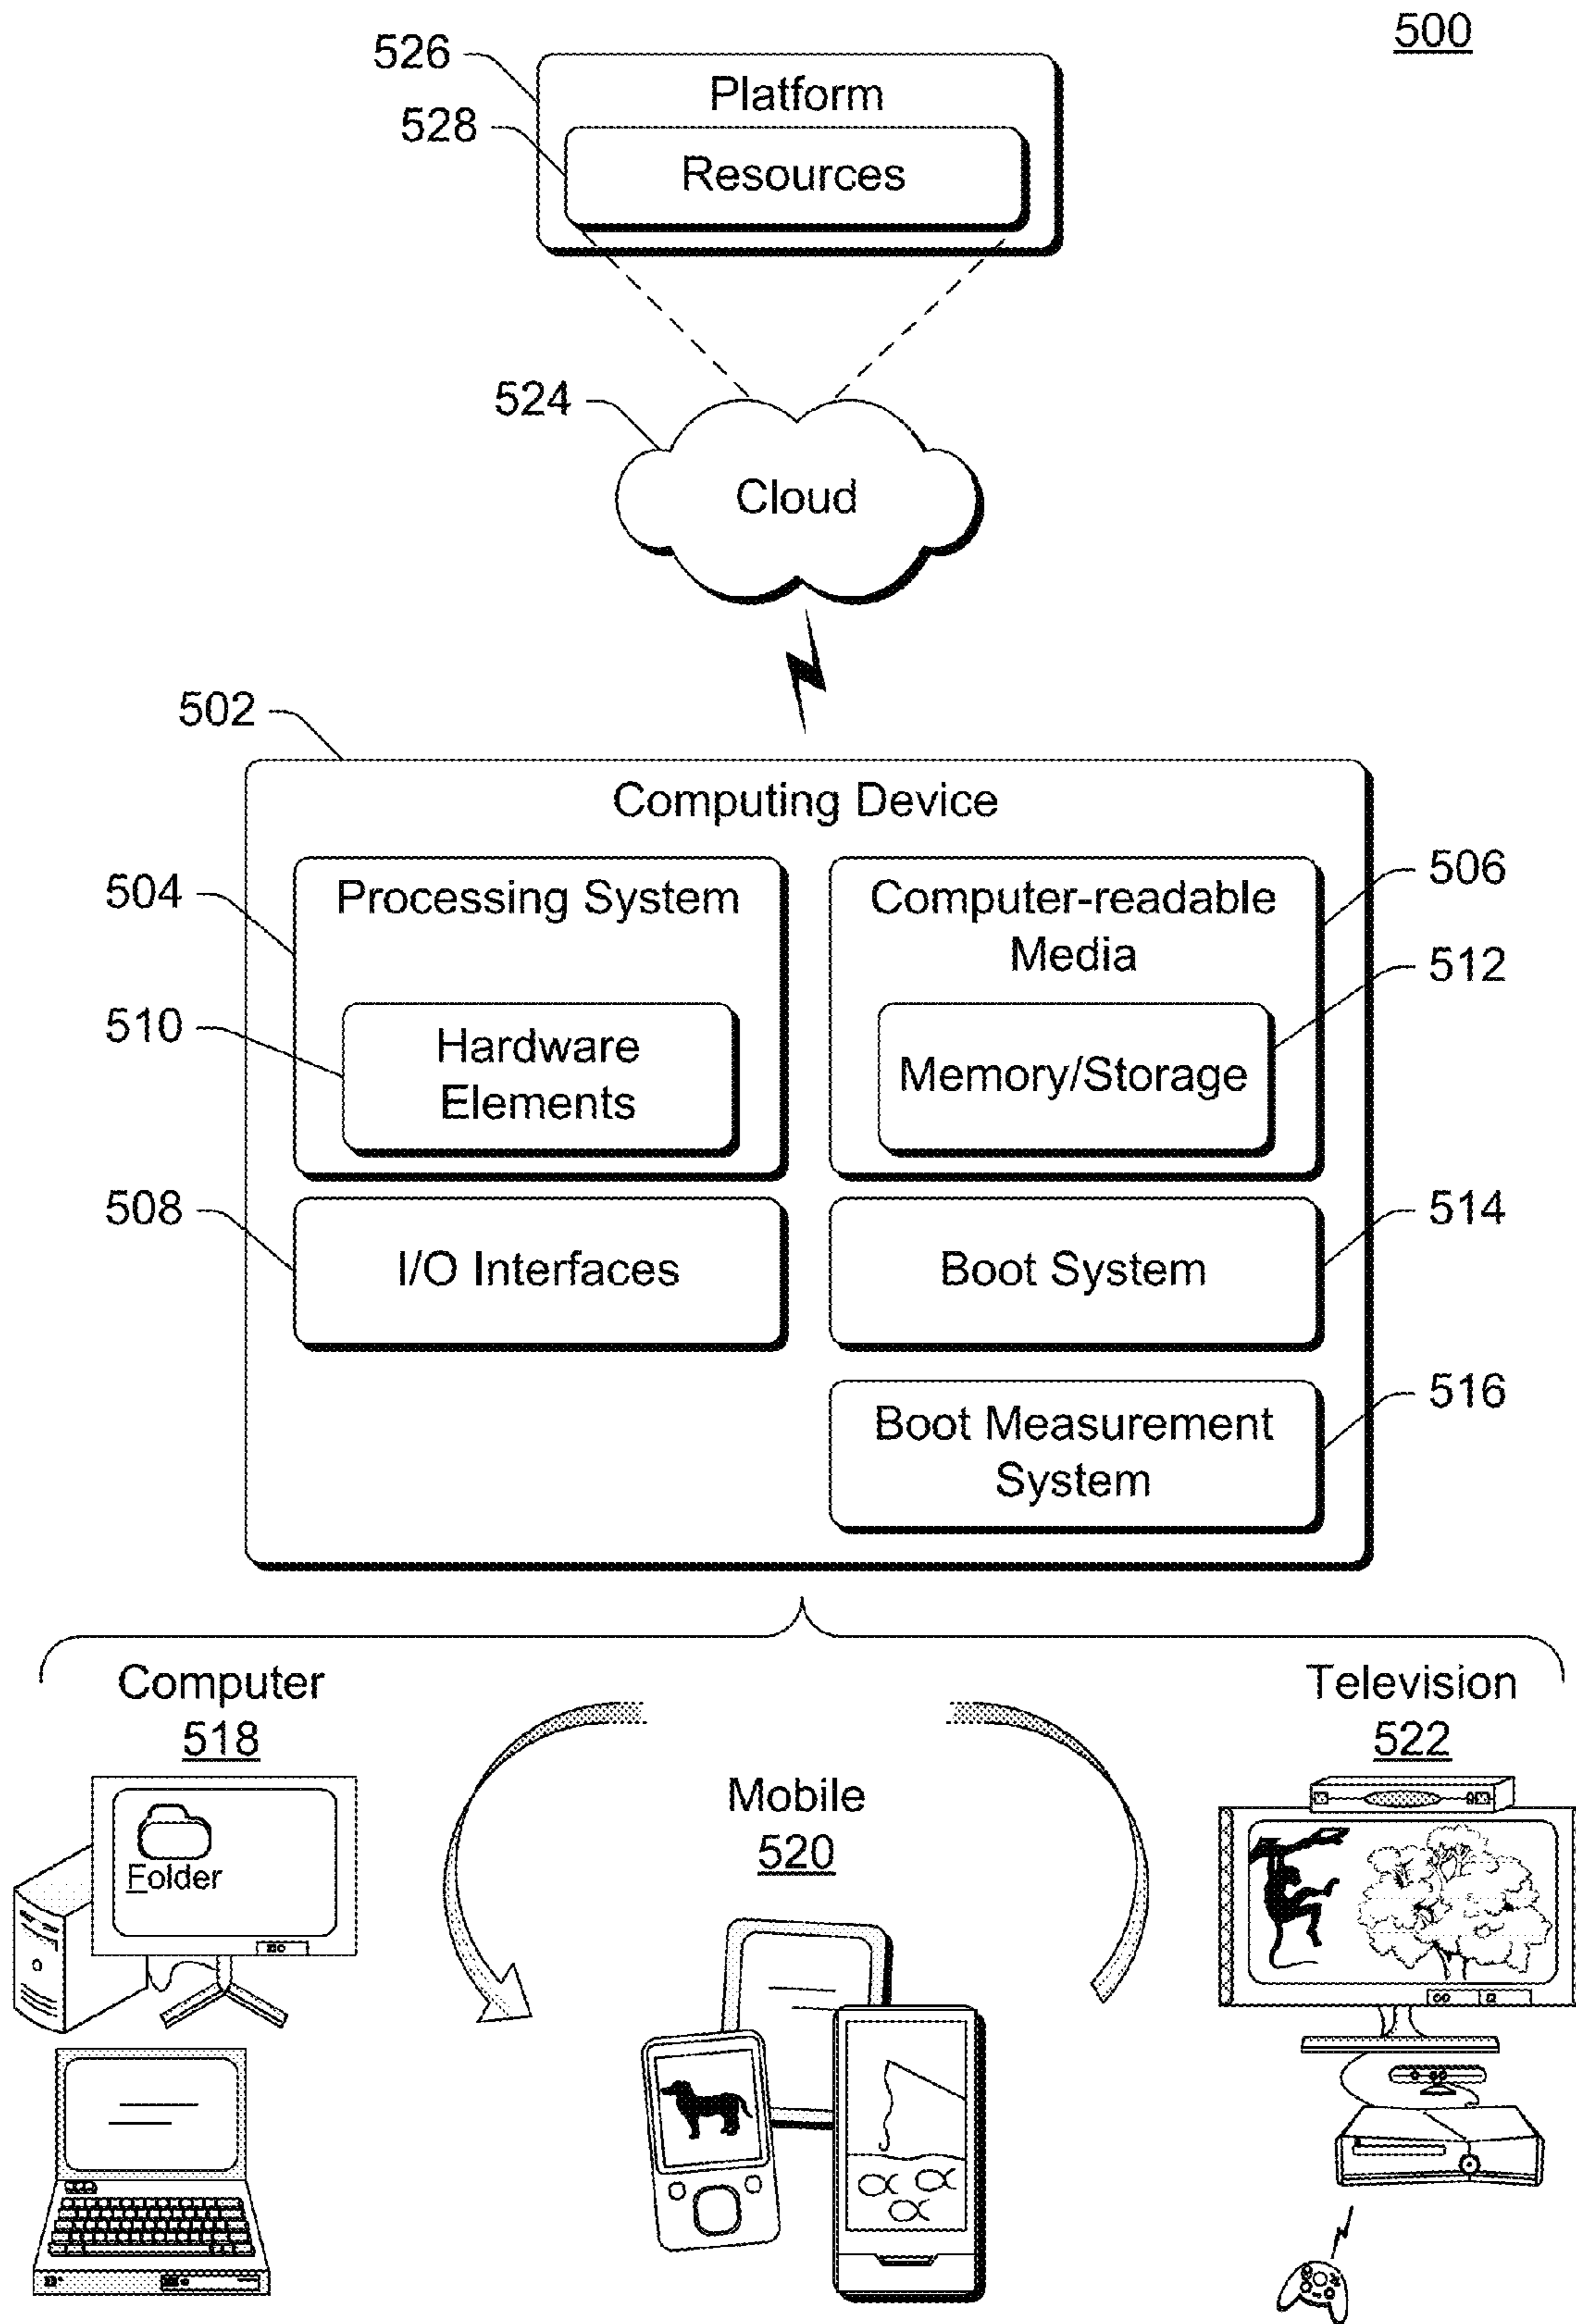 500
526
Platform
528
Resources
524
Cloud
502
Computing Device
504
Processing System
510
Hardware
Elements
506
Computer-readable
Media
512
Memory/Storage
508
I/O Interfaces
514
Boot System
516
Boot Measurement
System
Computer
518
Folder
Mobile
520
Television
522